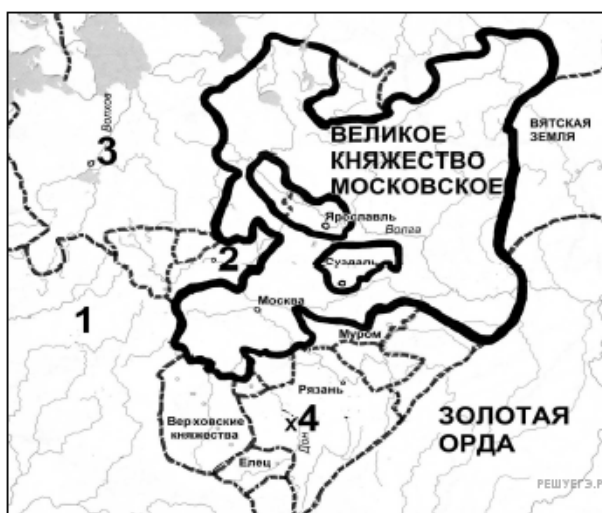 Волхов
3
ВЕЛИКОЕ
КНЯЖЕСТВО
МОСКОВСКОЕ
ВЯТСКАЯ
ЗЕМЛЯ
Ярославль
Волга
2
Суздаль
1
Москва
Муром
Рязань
Верховские
княжества
х4
Дон
ЗОЛОТАЯ
ОРДА
Елец
РЕШУЕГЭ.Р